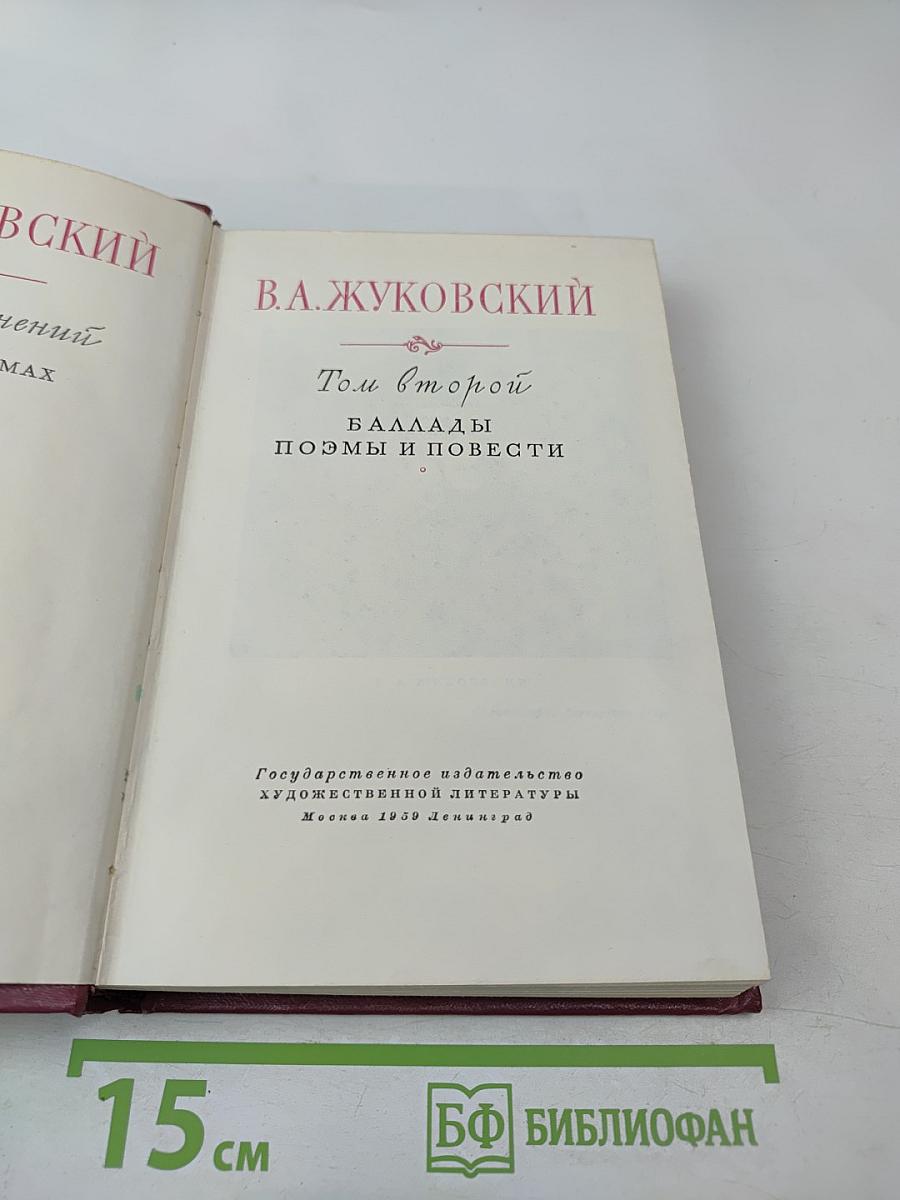 ВСКИЙ
нений
МАХ
В.А.ЖУКОВСКИЙ
Том второй
БАЛЛАДЫ
ПОЭМЫ И ПОВЕСТИ
Государственное издательство
ХУДОЖЕСТВЕННОЙ ЛИТЕРАТУРЫ
Москва 1959 Ленинград
15 см
БФ БИБЛИОФАН